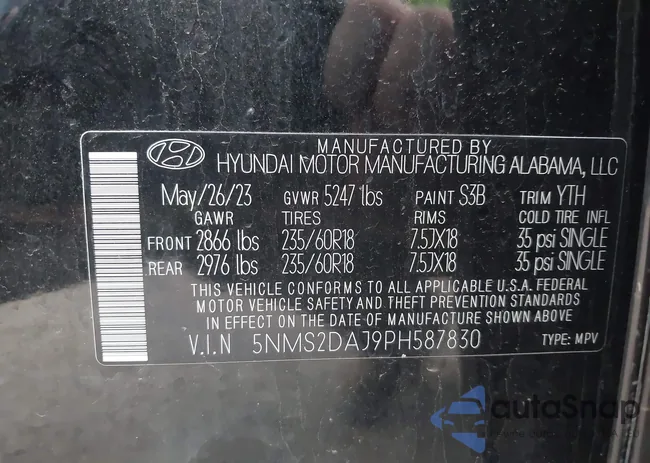 MANUFACTURED BY
HYUNDAI MOTOR MANUFACTURING ALABAMA, LLC
May/26/23 GVWR 5247 lbs PAINT S3B TRIM YTH
GAWR TIRES RIMS COLD TIRE INFL
FRONT 2866 lbs 235/60R18 7.5JX18 35 psi SINGLE
REAR 2976 lbs 235/60R18 7.5JX18 35 psi SINGLE
THIS VEHICLE CONFORMS TO ALL APPLICABLE U.S.A. FEDERAL
MOTOR VEHICLE SAFETY AND THEFT PREVENTION STANDARDS
IN EFFECT ON THE DATE OF MANUFACTURE SHOWN ABOVE
V.I.N 5NMS2DAJ9PH587830 TYPE: MPV
autoSnap